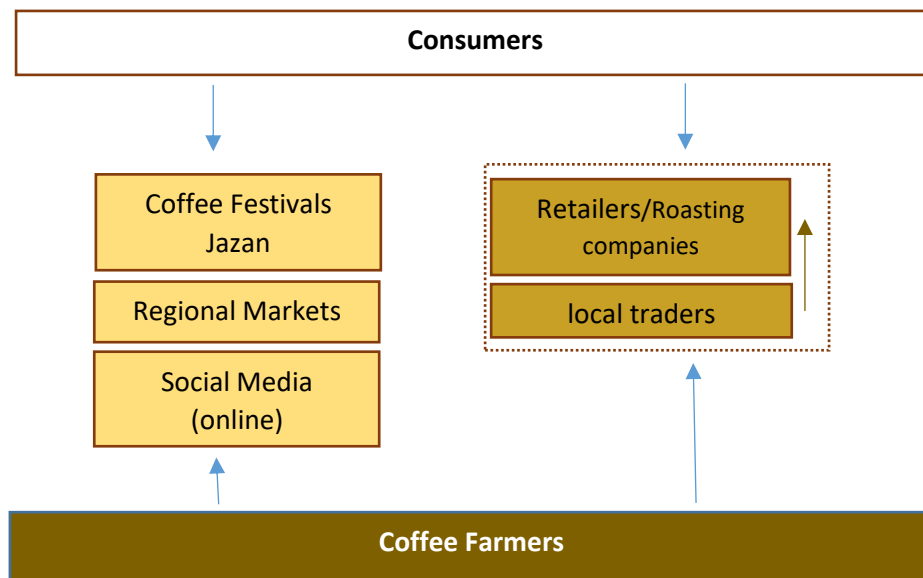 Consumers
Coffee Festivals
Jazan
Regional Markets
Social Media
(online)
Retailers/Roasting
companies
local traders
Coffee Farmers